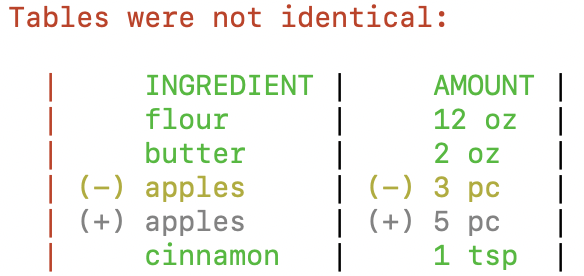 Tables were not identical:
|     INGREDIENT |     AMOUNT |
|     flour      |     12 oz  |
|     butter     |     2 oz   |
| (-) apples     | (-) 3 pc   |
| (+) apples     | (+) 5 pc   |
|     cinnamon   |     1 tsp  |